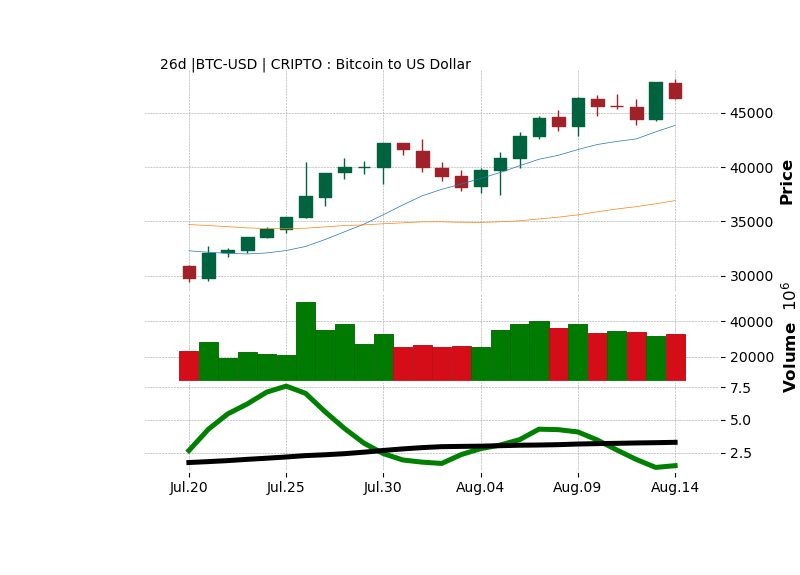 26d |BTC-USD | CRIPTO : Bitcoin to US Dollar
45000
40000
35000
30000
Price
40000
20000
Volume 10^6
7.5
5.0
2.5
Jul.20 Jul.25 Jul.30 Aug.04 Aug.09 Aug.14